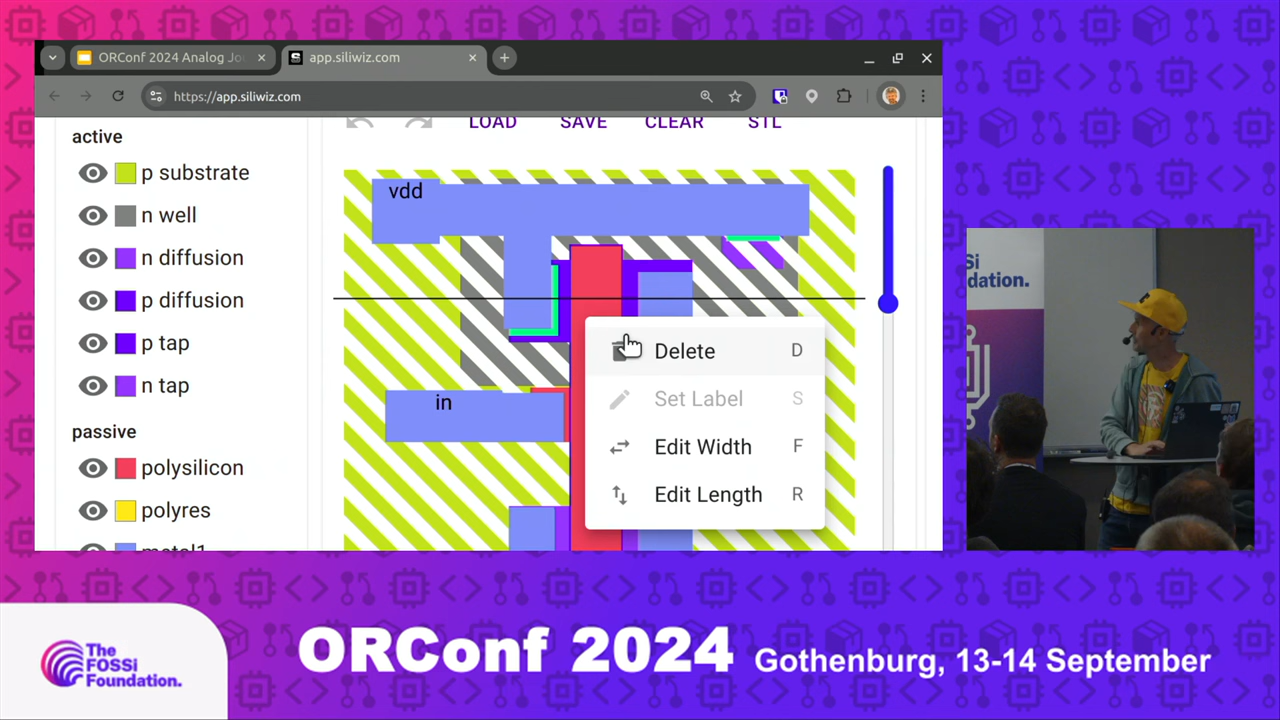 ORConf 2024 Analog Jo
app.siliwiz.com
https://app.siliwiz.com
LOAD SAVE CLEAR STL
active
p substrate
n well
n diffusion
p diffusion
p tap
n tap
passive
polysilicon
polyres
metal1
vdd
in
Delete D
Set Label S
Edit Width F
Edit Length R
Si
ndation.
The
FOSSi
Foundation.
ORConf 2024 Gothenburg, 13-14 September